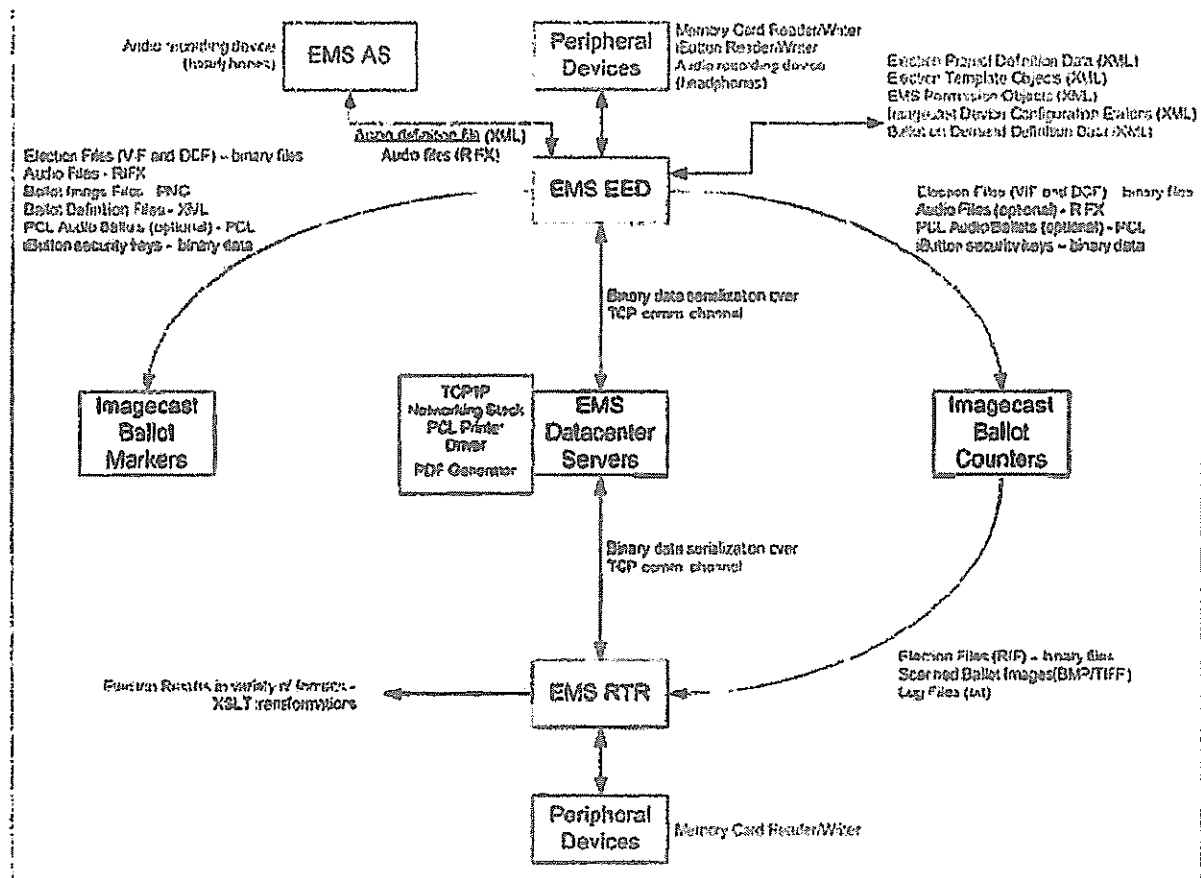 Audio recording device
(headphones)
EMS AS
Peripheral
Devices
Memory Card Reader/Writer
iButton Reader/Writer
Audio recording device
(headphones)
Election Project Definition Data (XML)
Election Template Objects (XML)
EMS Permission Objects (XML)
Imagecast Device Configuration (XML)
Ballot on Demand Definition Data (XML)
Audio definition file (XML)
Audio files (RIFX)
EMS EED
Election Files (VIF and DCF) - binary files
Audio Files - RIFX
Ballot Image Files - PNG
Ballot Definition Files - XML
PCL Audio Ballots (optional) - PCL
iButton security keys - binary data
Election Files (VIF and DCF) - binary files
Audio Files (optional) - RIFX
PCL Audio Ballots (optional) - PCL
iButton security keys - binary data
Binary data serialization over
TCP comm channel
Imagecast
Ballot
Markers
TCP/IP
Networking Stack
PCL Printer
Driver
PDF Generator
EMS
Datacenter
Servers
Imagecast
Ballot
Counters
Binary data serialization over
TCP comm channel
Election Files (RIF) - binary files
Scanned Ballot Images(BMP/TIFF)
Log Files (txt)
EMS RTR
Election Results in variety of formats -
XSLT transformations
Peripheral
Devices
Memory Card Reader/Writer